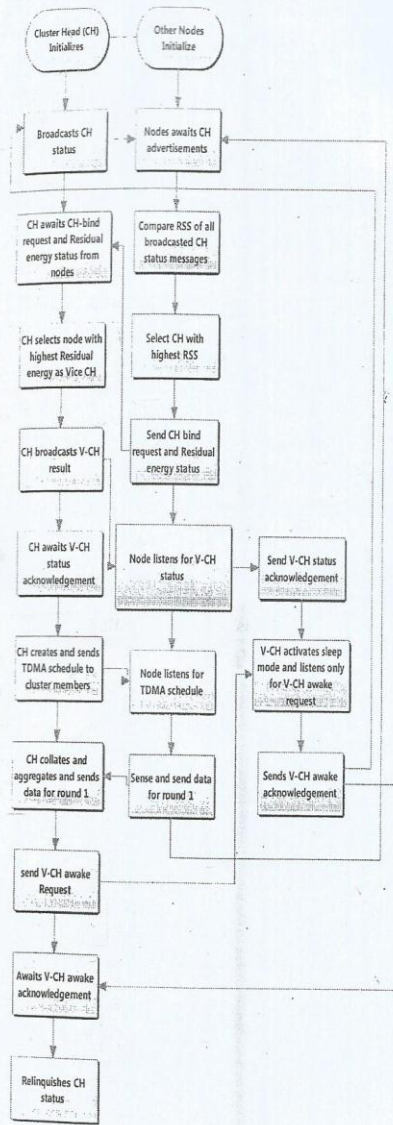 Cluster Head (CH)
Initializes
Other Nodes
Initialize
Broadcasts CH
status
Nodes awaits CH
advertisements
CH awaits CH-bind
request and Residual
energy status from
nodes
Compare RSS of all
broadcasted CH
status messages
CH selects node with
highest Residual
energy as Vice CH
Select CH with
highest RSS
CH broadcasts V-CH
result
Send CH bind
request and Residual
energy status
CH awaits V-CH
status
acknowledgement
Node listens for V-CH
status
Send V-CH status
acknowledgement
CH creates and sends
TDMA schedule to
cluster members
Node listens for
TDMA schedule
V-CH activates sleep
mode and listens only
for V-CH awake
request
CH collates and
aggregates and sends
data for round 1
Sense and send data
for round 1
Sends V-CH awake
acknowledgement
send V-CH awake
Request
Awaits V-CH awake
acknowledgement
Relinquishes CH
status